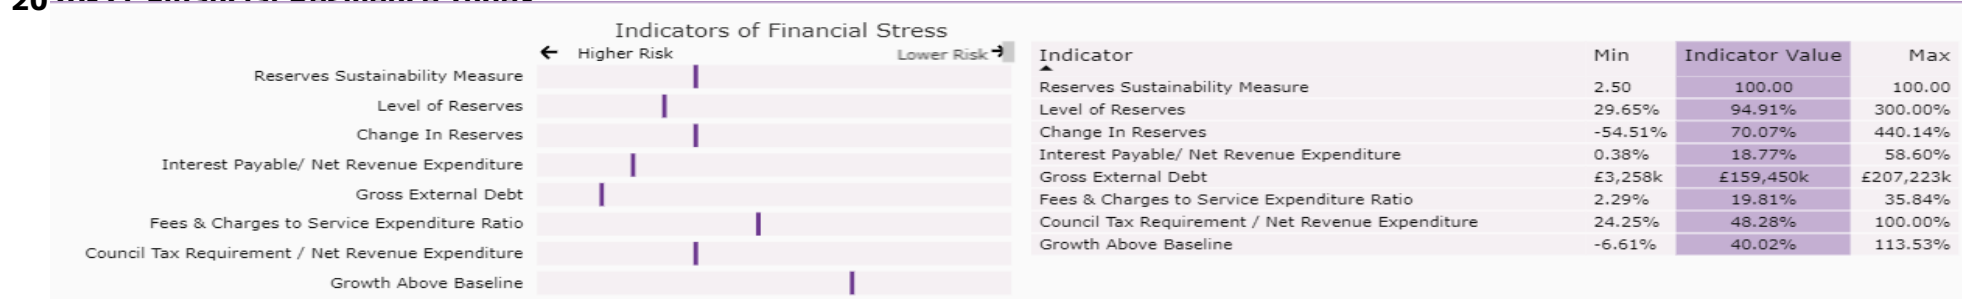 20
Indicators of Financial Stress
← Higher Risk Lower Risk →
Reserves Sustainability Measure
Level of Reserves
Change In Reserves
Interest Payable/ Net Revenue Expenditure
Gross External Debt
Fees & Charges to Service Expenditure Ratio
Council Tax Requirement / Net Revenue Expenditure
Growth Above Baseline
Indicator Min Indicator Value Max
Reserves Sustainability Measure 2.50 100.00 100.00
Level of Reserves 29.65% 94.91% 300.00%
Change In Reserves -54.51% 70.07% 440.14%
Interest Payable/ Net Revenue Expenditure 0.38% 18.77% 58.60%
Gross External Debt £3,258k £159,450k £207,223k
Fees & Charges to Service Expenditure Ratio 2.29% 19.81% 35.84%
Council Tax Requirement / Net Revenue Expenditure 24.25% 48.28% 100.00%
Growth Above Baseline -6.61% 40.02% 113.53%